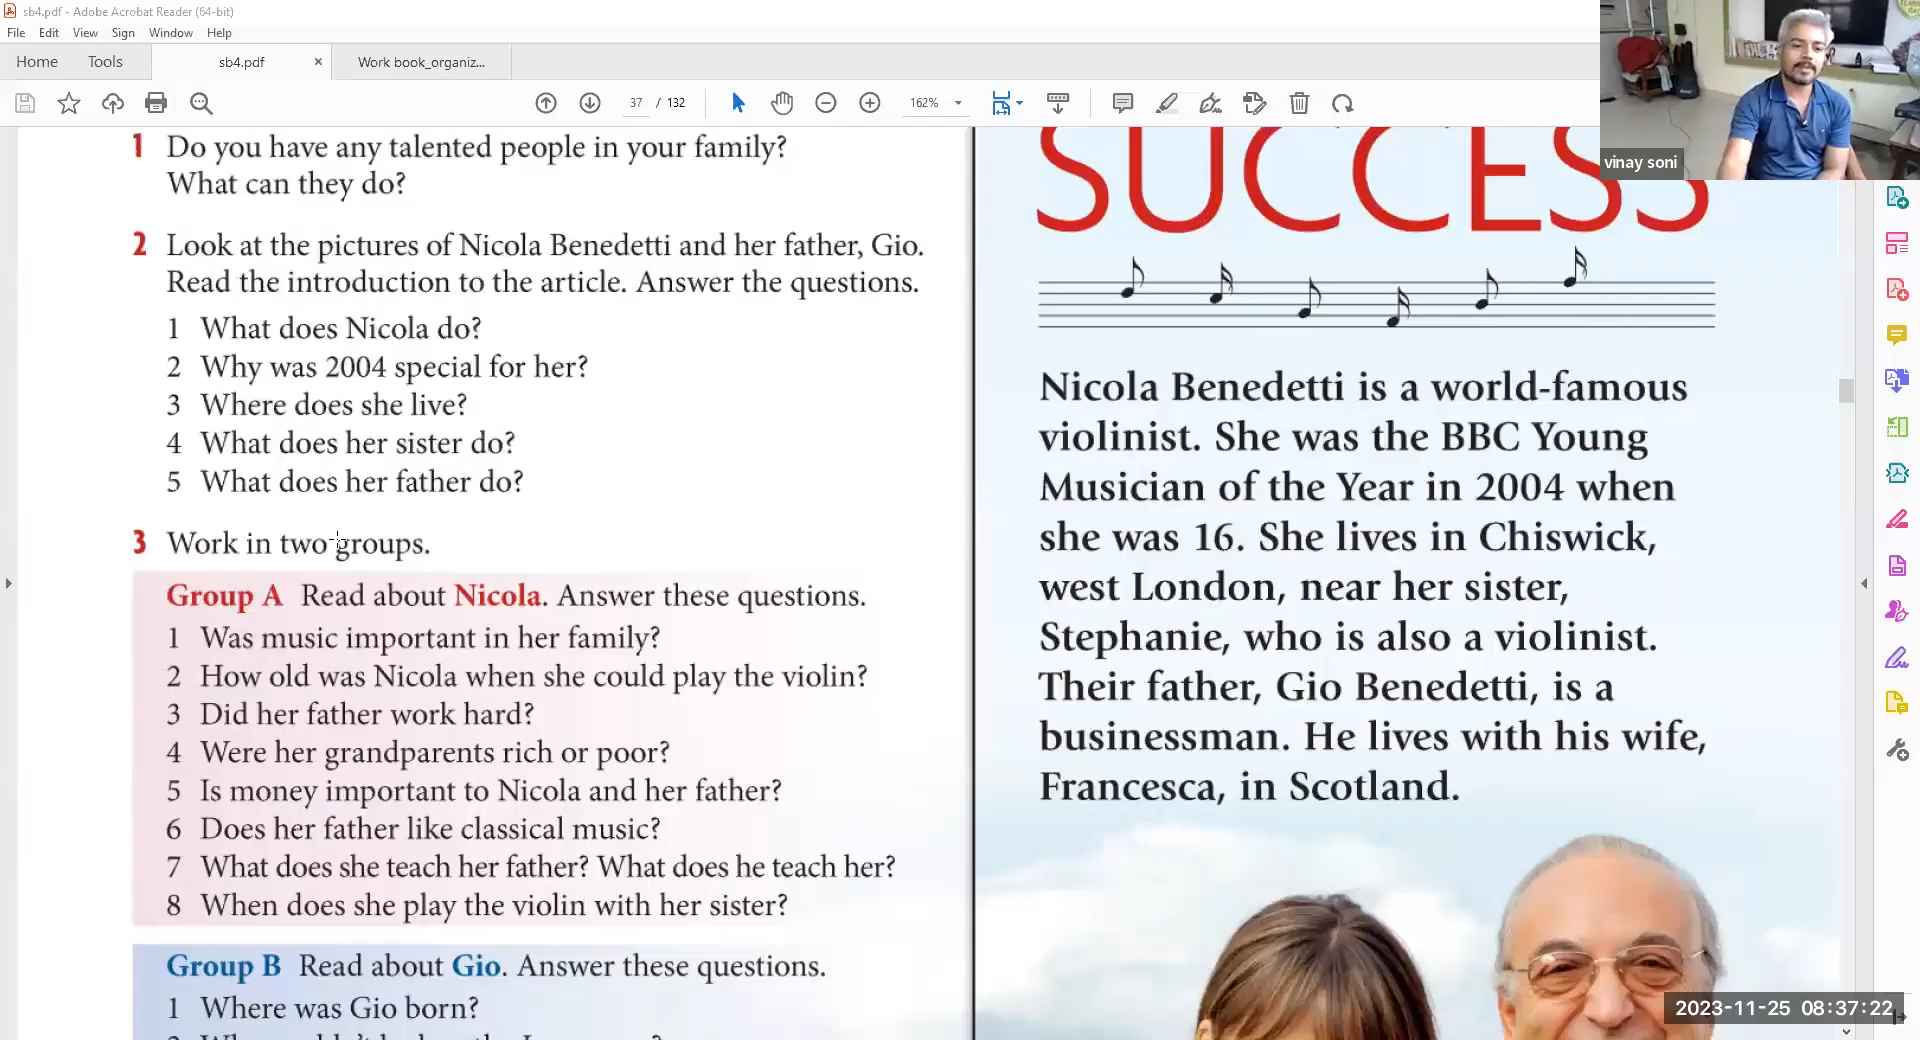 sb4.pdf - Adobe Acrobat Reader (64-bit)
File Edit View Sign Window Help
Home Tools sb4.pdf × Work book_organiz...
37 / 132 162%
vinay soni
1 Do you have any talented people in your family?
What can they do?
2 Look at the pictures of Nicola Benedetti and her father, Gio.
Read the introduction to the article. Answer the questions.
1 What does Nicola do?
2 Why was 2004 special for her?
3 Where does she live?
4 What does her sister do?
5 What does her father do?
3 Work in two groups.
Group A Read about Nicola. Answer these questions.
1 Was music important in her family?
2 How old was Nicola when she could play the violin?
3 Did her father work hard?
4 Were her grandparents rich or poor?
5 Is money important to Nicola and her father?
6 Does her father like classical music?
7 What does she teach her father? What does he teach her?
8 When does she play the violin with her sister?
Group B Read about Gio. Answer these questions.
1 Where was Gio born?
SUCCESS
Nicola Benedetti is a world-famous
violinist. She was the BBC Young
Musician of the Year in 2004 when
she was 16. She lives in Chiswick,
west London, near her sister,
Stephanie, who is also a violinist.
Their father, Gio Benedetti, is a
businessman. He lives with his wife,
Francesca, in Scotland.
2023-11-25 08:37:22